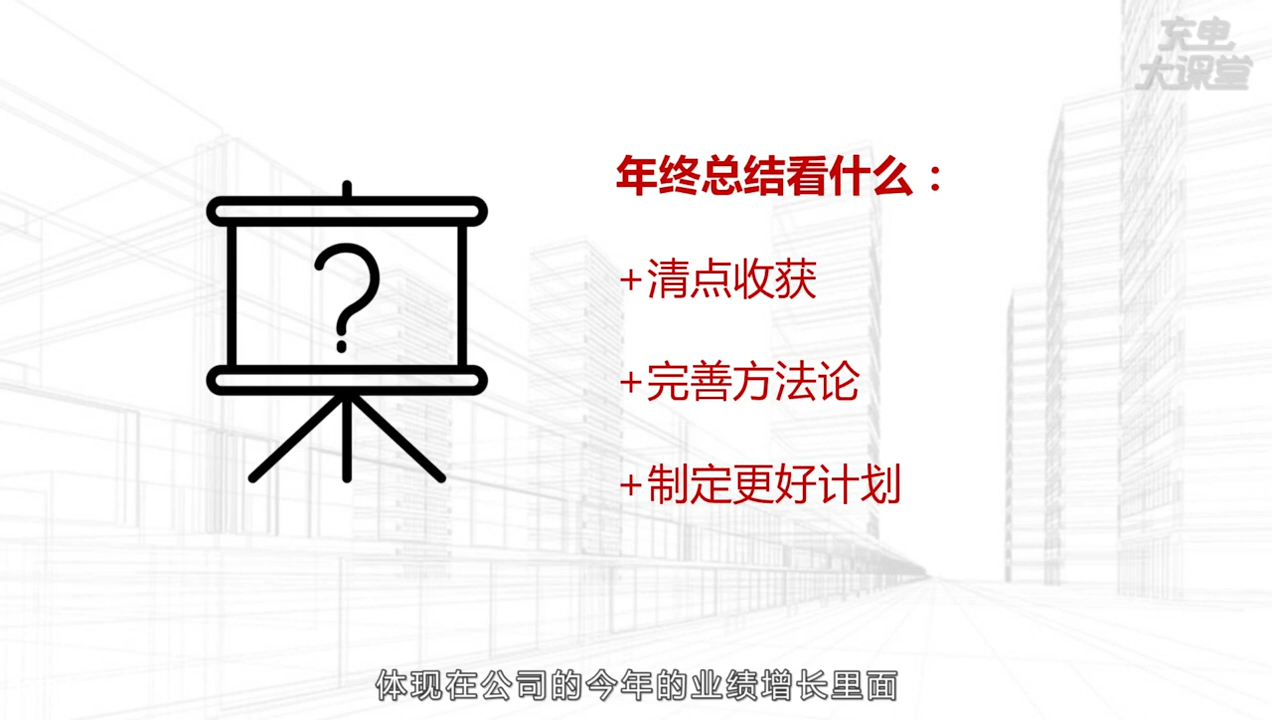 充电
大课堂
年终总结看什么：
+清点收获
?
+完善方法论
+制定更好计划
体现在公司的今年的业绩增长里面